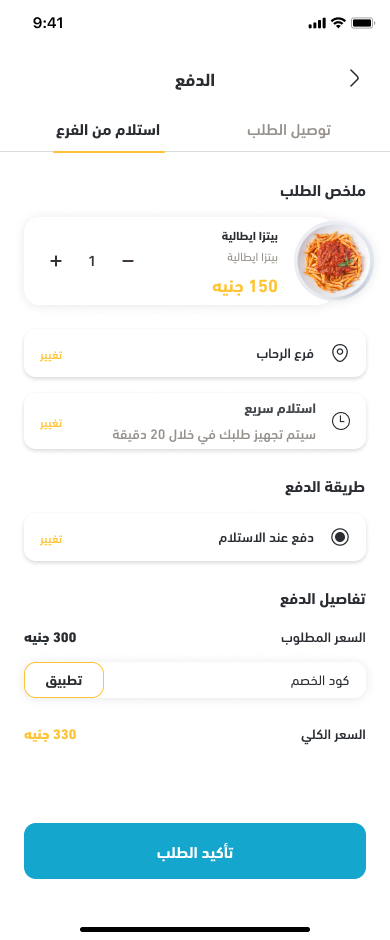 9:41
الدفع
توصيل الطلب
استلام من الفرع
ملخص الطلب
بيتزا ايطالية
بيتزا ايطالية
150 جنيه
1
فرع الرحاب
تغيير
استلام سريع
سيتم تجهيز طلبك في خلال 20 دقيقة
تغيير
طريقة الدفع
دفع عند الاستلام
تغيير
تفاصيل الدفع
السعر المطلوب
300 جنيه
كود الخصم
تطبيق
السعر الكلي
330 جنيه
تأكيد الطلب